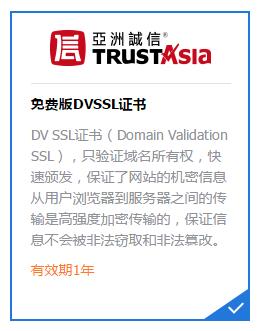 亞洲誠信®
TRUSTAsia
免费版DVSSL证书
DV SSL证书（Domain Validation
SSL），只验证域名所有权，快
速颁发，保证了网站的机密信息
从用户浏览器到服务器之间的传
输是高强度加密传输的，保证信
息不会被非法窃取和非法篡改。
有效期1年